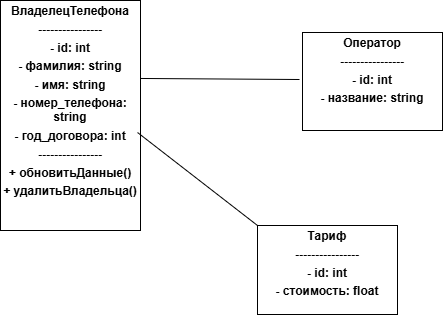 ВладелецТелефона
----------------
- id: int
- фамилия: string
- имя: string
- номер_телефона:
string
- год_договора: int
----------------
+ обновитьДанные()
+ удалитьВладельца()
Оператор
----------------
- id: int
- название: string
Тариф
----------------
- id: int
- стоимость: float